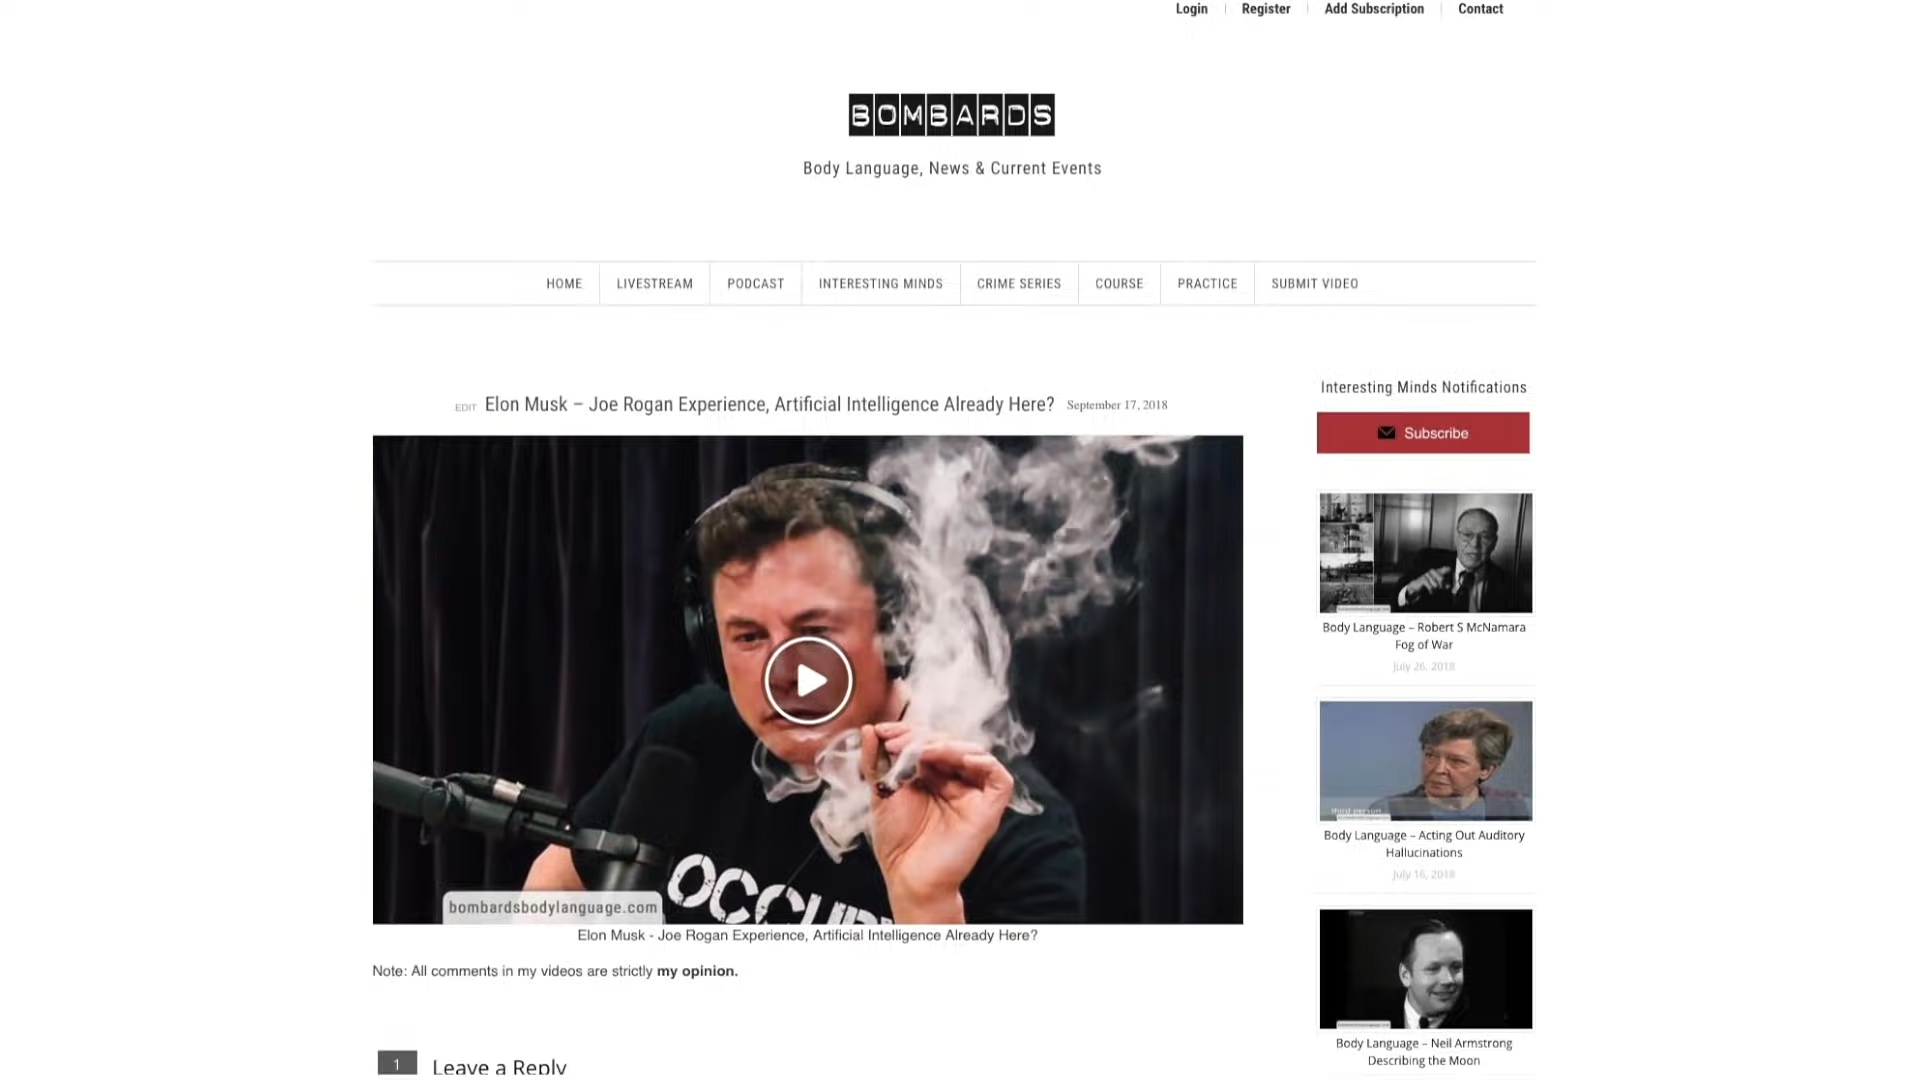 Login
Register
Add Subscription
Contact
BOMBARDS
Body Language, News & Current Events
HOME
LIVESTREAM
PODCAST
INTERESTING MINDS
CRIME SERIES
COURSE
PRACTICE
SUBMIT VIDEO
EDIT Elon Musk – Joe Rogan Experience, Artificial Intelligence Already Here? September 17, 2018
OCCUP
bombardsbodylanguage.com
Elon Musk - Joe Rogan Experience, Artificial Intelligence Already Here?
Note: All comments in my videos are strictly my opinion.
1
Leave a Reply
Interesting Minds Notifications
Subscribe
Body Language – Robert S McNamara
Fog of War
July 26, 2018
third person
Body Language – Acting Out Auditory
Hallucinations
July 16, 2018
Body Language – Neil Armstrong
Describing the Moon